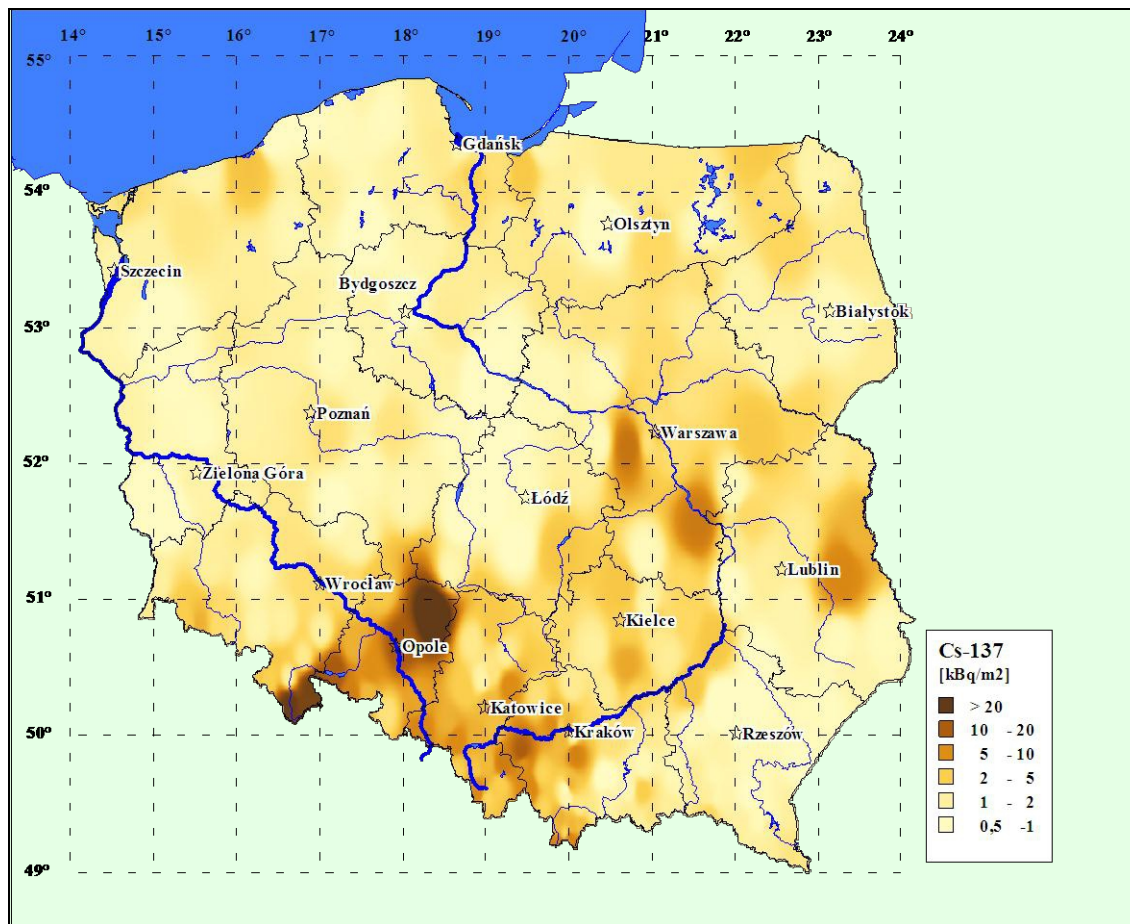 14° 15° 16° 17° 18° 19° 20° 21° 22° 23° 24°
55°
Gdańsk
54°
Olsztyn
Szczecin
Bydgoszcz
Białystok
53°
Poznań
Warszawa
52°
Zielona Góra
Łódź
Wrocław
Lublin
51°
Kielce
Opole
Katowice
50°
Kraków
Rzeszów
49°
Cs-137
[kBq/m2]
> 20
10 - 20
5 - 10
2 - 5
1 - 2
0,5 -1